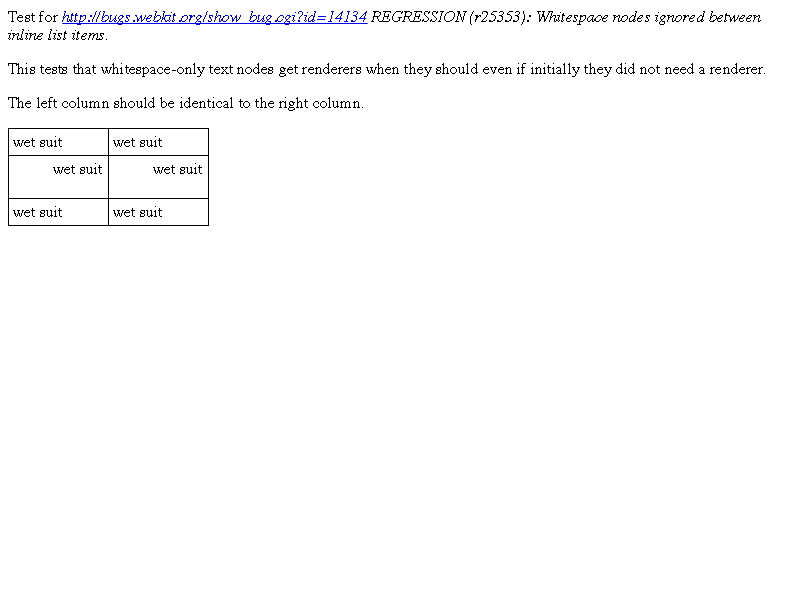 Test for http://bugs.webkit.org/show_bug.cgi?id=14134 REGRESSION (r25353): Whitespace nodes ignored between
inline list items.
This tests that whitespace-only text nodes get renderers when they should even if initially they did not need a renderer.
The left column should be identical to the right column.
wet suit wet suit
wet suit wet suit
wet suit wet suit